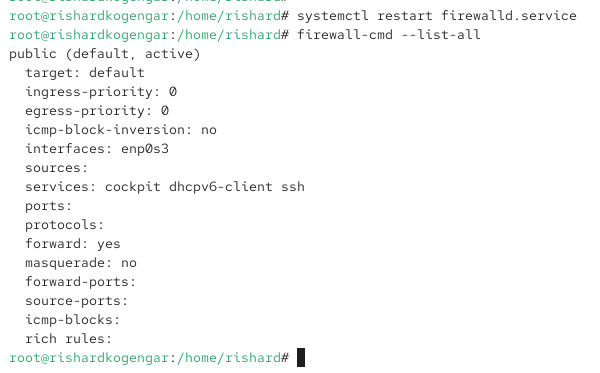 root@rishardkogengar:/home/rishard# systemctl restart firewalld.service
root@rishardkogengar:/home/rishard# firewall-cmd --list-all
public (default, active)
  target: default
  ingress-priority: 0
  egress-priority: 0
  icmp-block-inversion: no
  interfaces: enp0s3
  sources:
  services: cockpit dhcpv6-client ssh
  ports:
  protocols:
  forward: yes
  masquerade: no
  forward-ports:
  source-ports:
  icmp-blocks:
  rich rules:
root@rishardkogengar:/home/rishard#